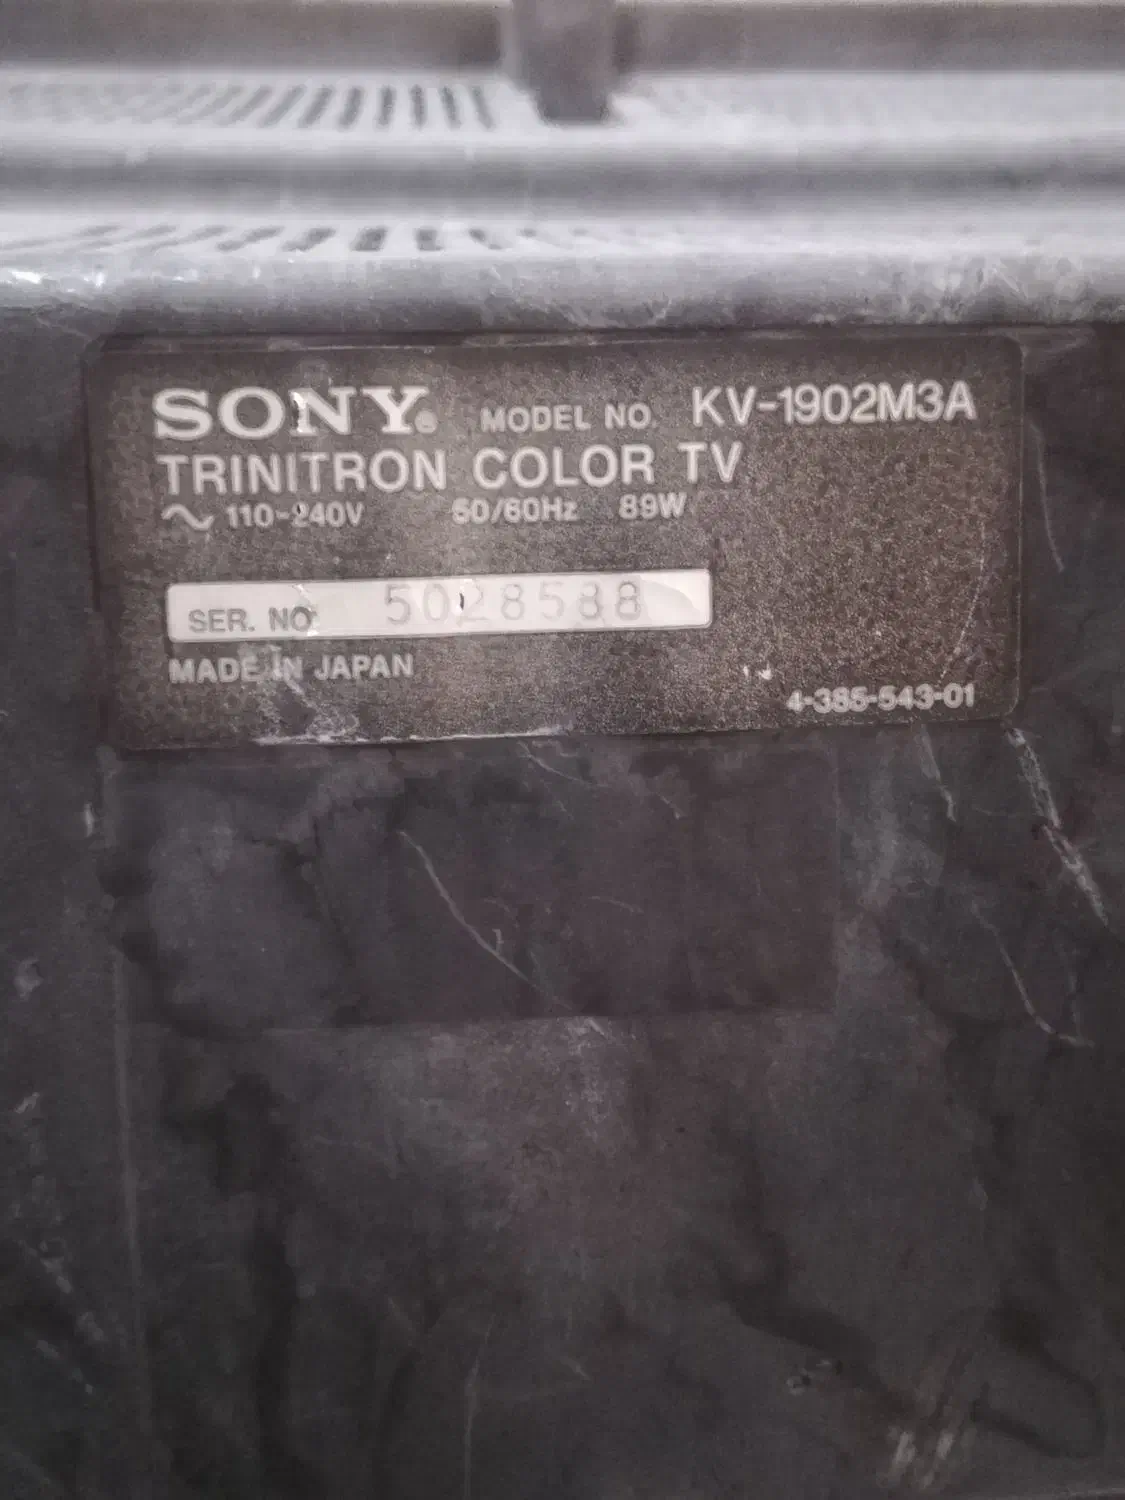 SONY® MODEL NO. KV-1902M3A
TRINITRON COLOR TV
~ 110-240V 50/60Hz 89W
SER. NO. 5028588
MADE IN JAPAN
4-385-543-01